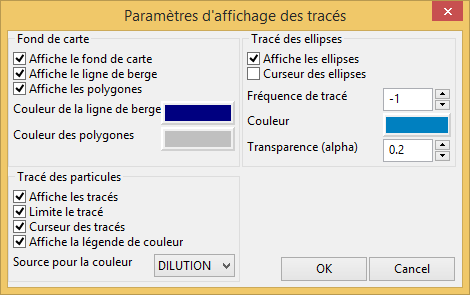 Paramètres d'affichage des tracés
Fond de carte
Affiche le fond de carte
Affiche le ligne de berge
Affiche les polygones
Couleur de la ligne de berge
Couleur des polygones
Tracé des ellipses
Affiche les ellipses
Curseur des ellipses
Fréquence de tracé -1
Couleur
Transparence (alpha) 0.2
Tracé des particules
Affiche les tracés
Limite le tracé
Curseur des tracés
Affiche la légende de couleur
Source pour la couleur DILUTION
OK Cancel